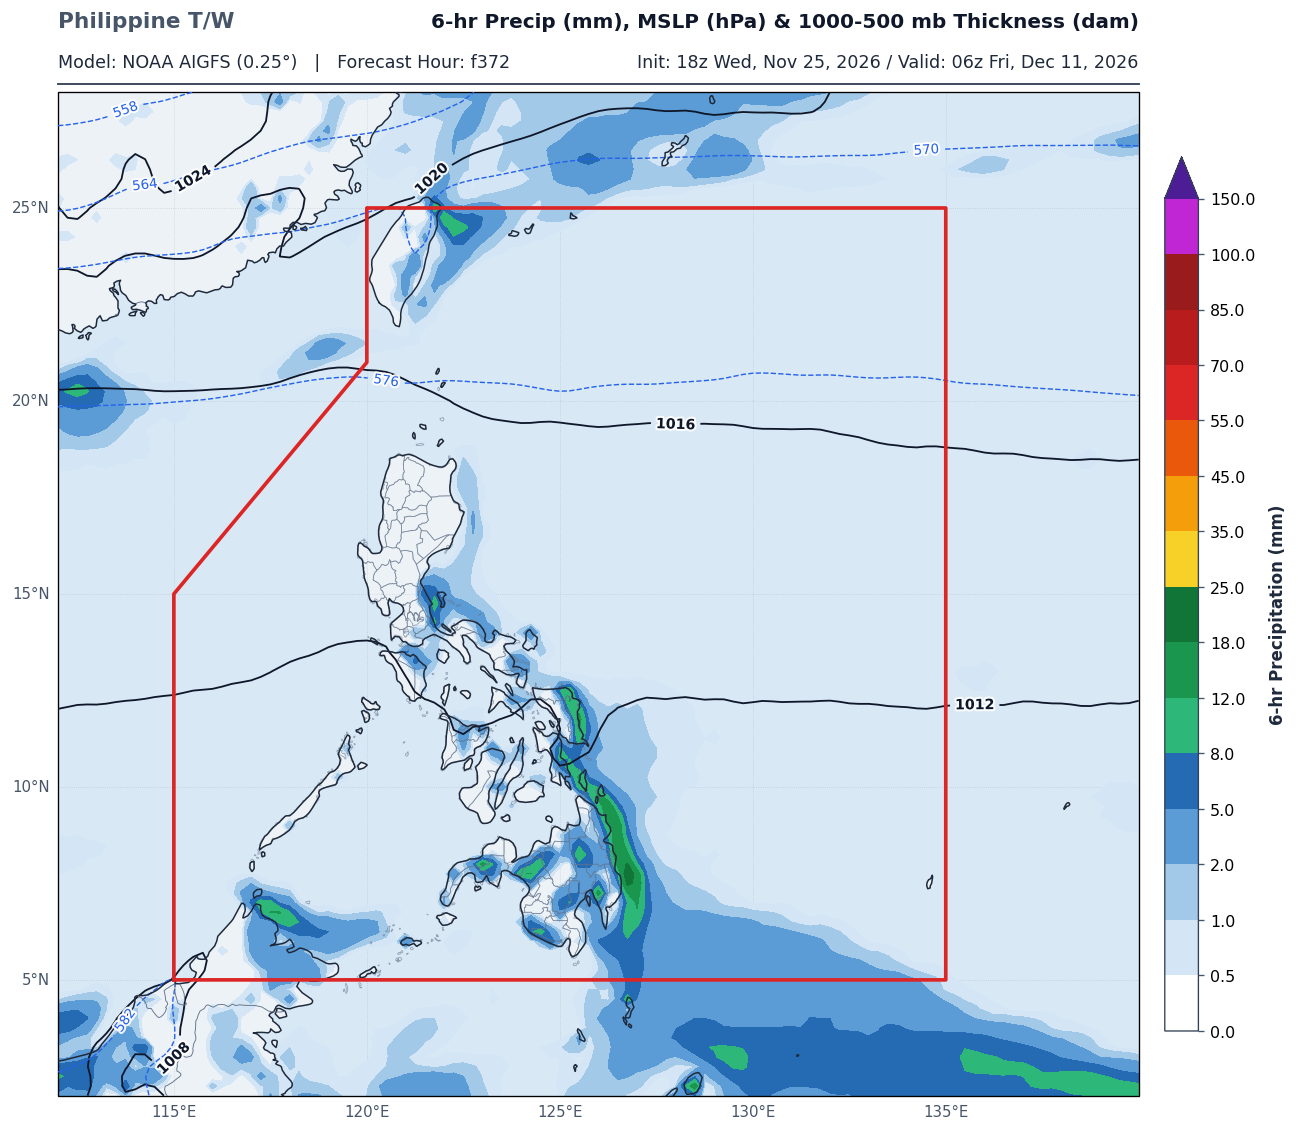 Philippine T/W
6-hr Precip (mm), MSLP (hPa) & 1000-500 mb Thickness (dam)
Model: NOAA AIGFS (0.25°) | Forecast Hour: f372
Init: 18z Wed, Nov 25, 2026 / Valid: 06z Fri, Dec 11, 2026
558
564
1024
1020
570
576
1016
1012
582
1008
25°N
20°N
15°N
10°N
5°N
115°E
120°E
125°E
130°E
135°E
150.0
100.0
85.0
70.0
55.0
45.0
35.0
25.0
18.0
12.0
8.0
5.0
2.0
1.0
0.5
0.0
6-hr Precipitation (mm)